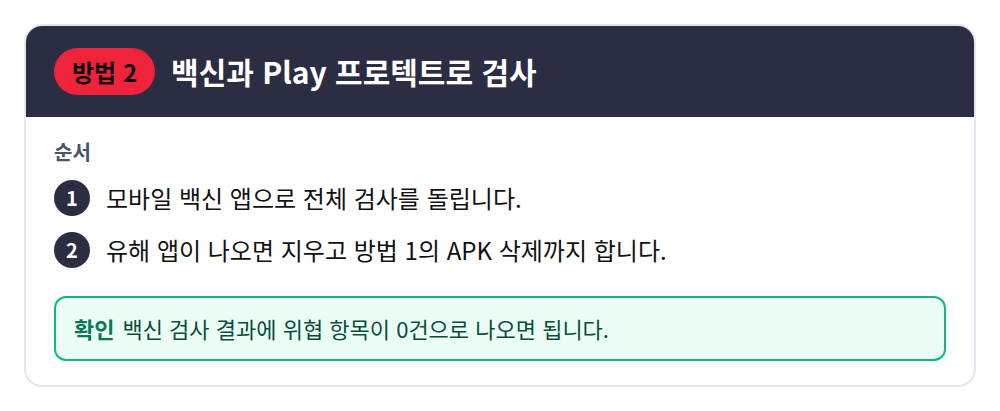 방법 2 백신과 Play 프로텍트로 검사
순서
1 모바일 백신 앱으로 전체 검사를 돌립니다.
2 유해 앱이 나오면 지우고 방법 1의 APK 삭제까지 합니다.
확인 백신 검사 결과에 위협 항목이 0건으로 나오면 됩니다.